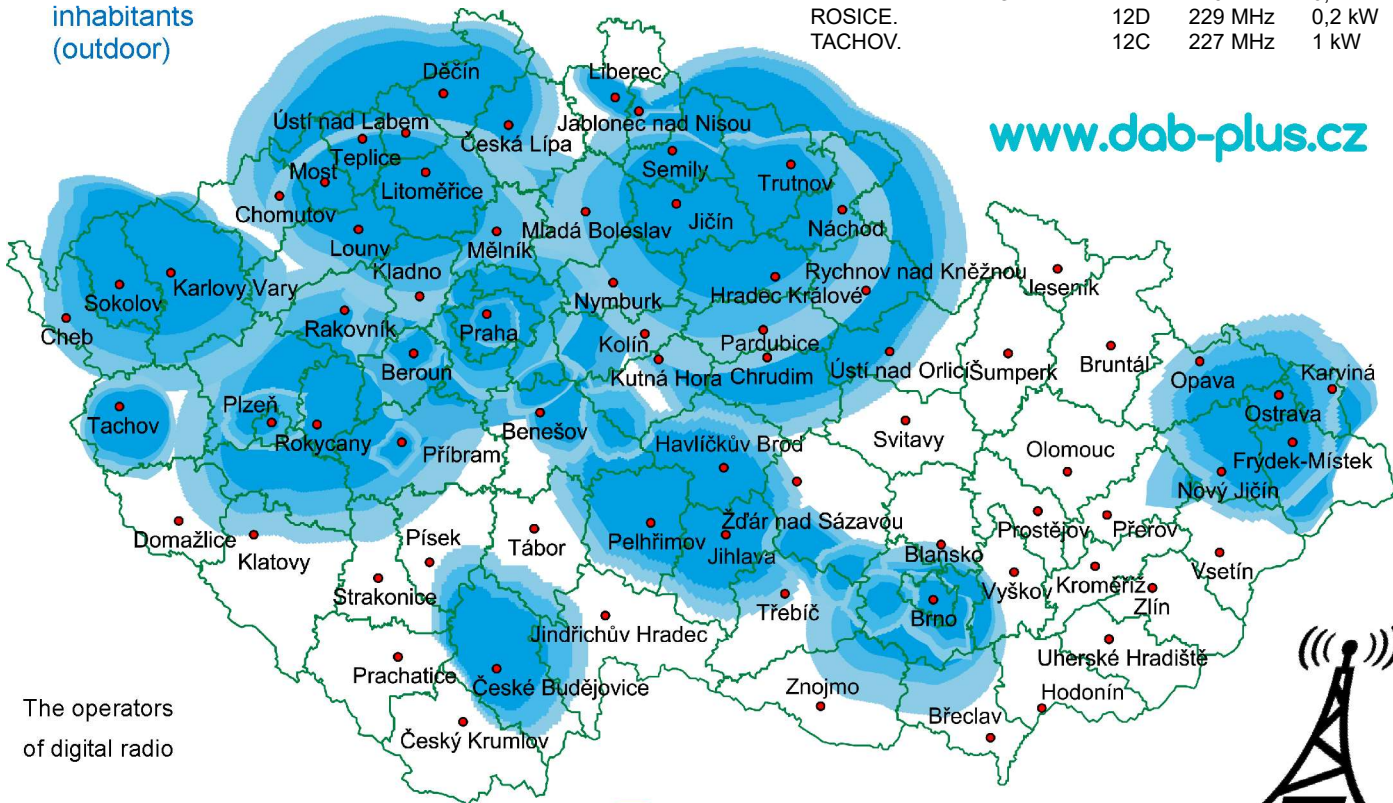 inhabitants
(outdoor)
ROSICE. 12D 229 MHz 0,2 kW
TACHOV. 12C 227 MHz 1 kW
www.dab-plus.cz
Děčín
Liberec
Ústí nad Labem
Jablonec nad Nisou
Teplice
Česká Lípa
Most
Litoměřice
Semily
Trutnov
Chomutov
Jičín
Mladá Boleslav
Náchod
Louny
Mělník
Kladno
Rychnov nad Kněžnou
Jeseník
Karlovy Vary
Sokolov
Nymburk
Hradec Králové
Cheb
Rakovník
Praha
Kolín
Pardubice
Beroun
Kutná Hora
Chrudim
Ústí nad Orlicí
Šumperk
Bruntál
Opava
Karviná
Tachov
Plzeň
Rokycany
Benešov
Ostrava
Příbram
Havlíčkův Brod
Svitavy
Olomouc
Frýdek-Místek
Nový Jičín
Domažlice
Klatovy
Písek
Tábor
Pelhřimov
Jihlava
Žďár nad Sázavou
Blansko
Prostějov
Přerov
Vsetín
Strakonice
Jindřichův Hradec
Třebíč
Brno
Vyškov
Kroměříž
Zlín
Prachatice
České Budějovice
Uherské Hradiště
Znojmo
Hodonín
Břeclav
Český Krumlov
The operators
of digital radio